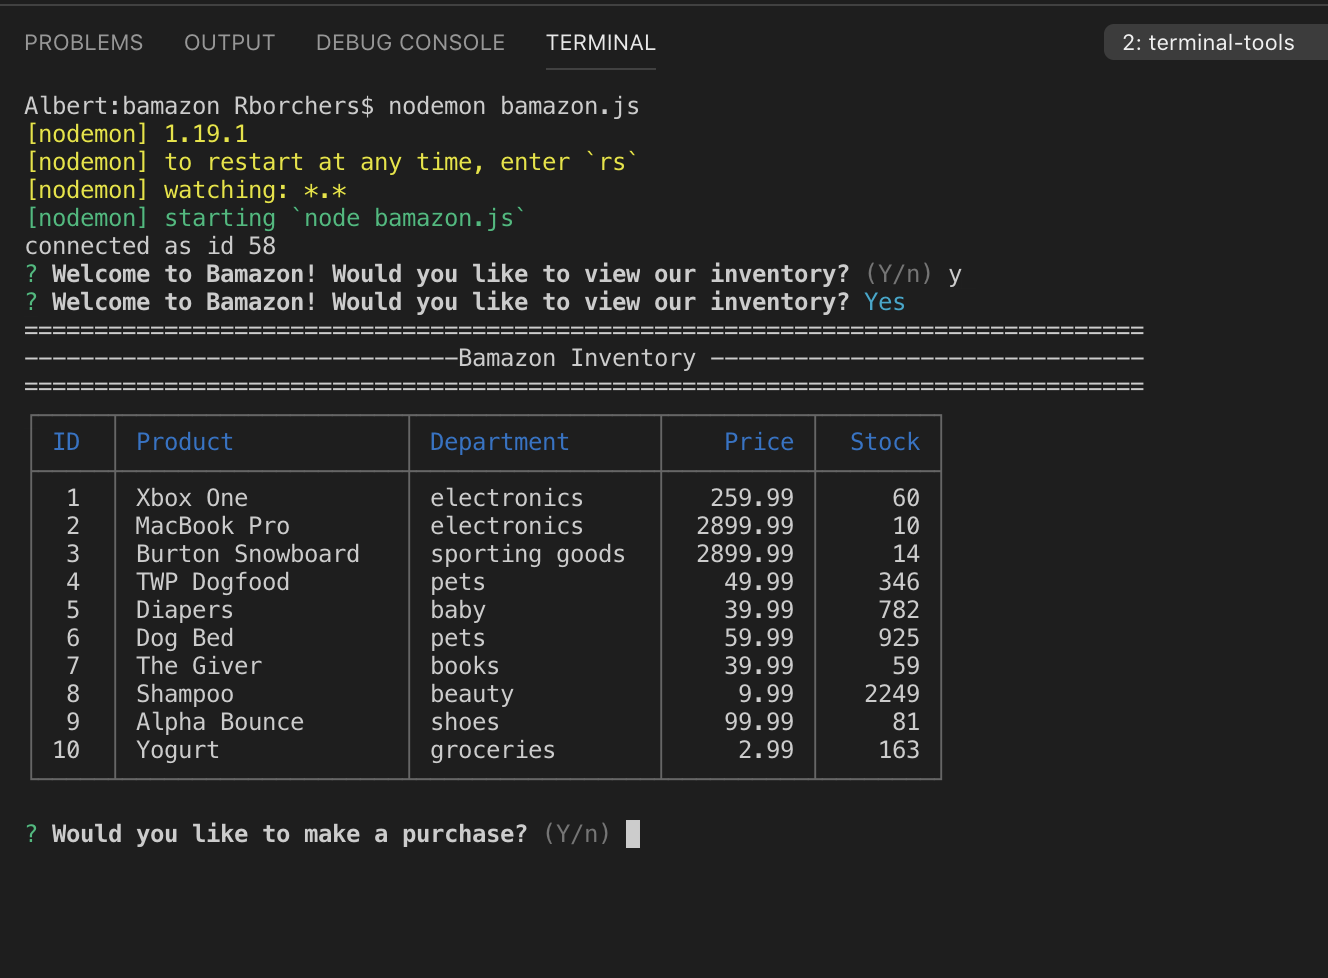 PROBLEMS OUTPUT DEBUG CONSOLE TERMINAL 2: terminal-tools
Albert:bamazon Rborchers$ nodemon bamazon.js
[nodemon] 1.19.1
[nodemon] to restart at any time, enter `rs`
[nodemon] watching: *.*
[nodemon] starting `node bamazon.js`
connected as id 58
? Welcome to Bamazon! Would you like to view our inventory? (Y/n) y
? Welcome to Bamazon! Would you like to view our inventory? Yes
================================================================================
-------------------------------Bamazon Inventory -------------------------------
================================================================================
ID Product Department Price Stock
1 Xbox One electronics 259.99 60
2 MacBook Pro electronics 2899.99 10
3 Burton Snowboard sporting goods 2899.99 14
4 TWP Dogfood pets 49.99 346
5 Diapers baby 39.99 782
6 Dog Bed pets 59.99 925
7 The Giver books 39.99 59
8 Shampoo beauty 9.99 2249
9 Alpha Bounce shoes 99.99 81
10 Yogurt groceries 2.99 163
? Would you like to make a purchase? (Y/n)